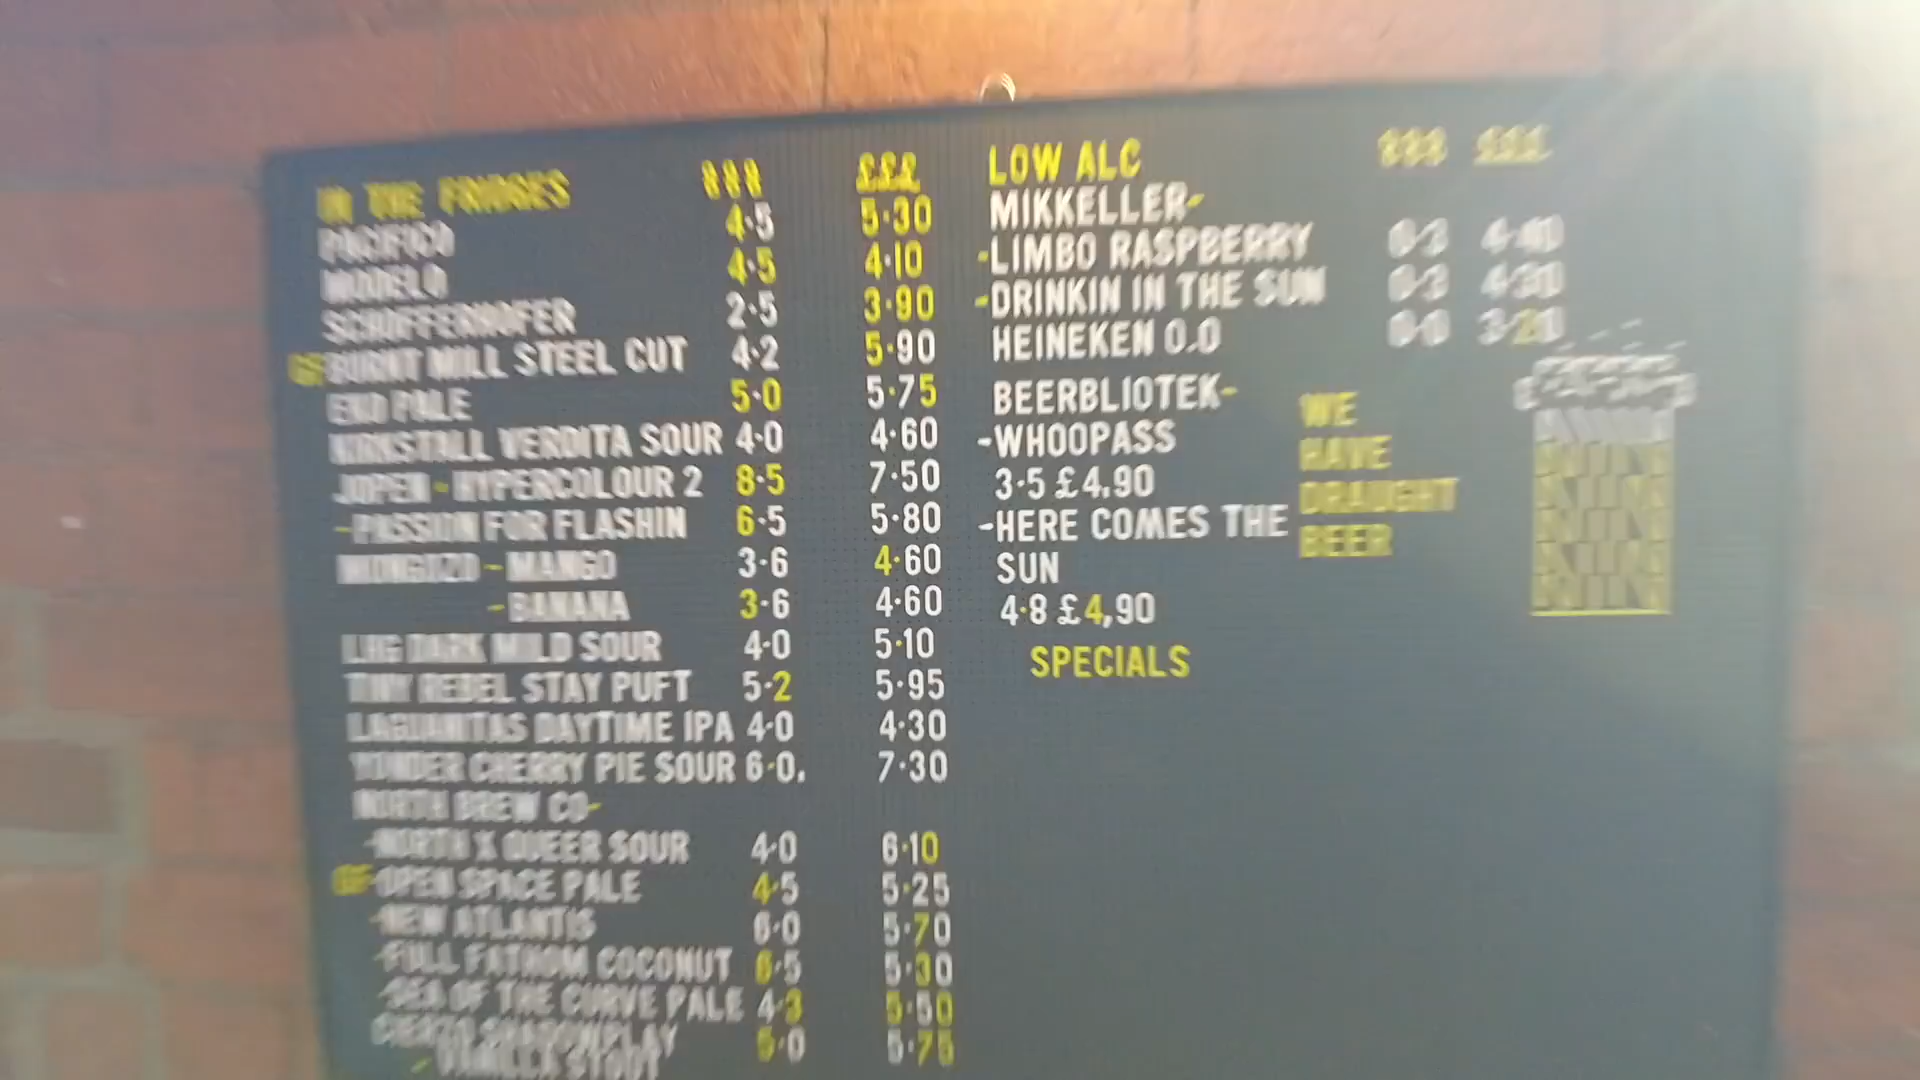 IN THE FRIDGES %%% £££
PACIFICO 4.5 5.30
MODELO 4.5 4.10
SCHOFFERHOFER 2.5 3.90
GF BURNT MILL STEEL CUT 4.2 5.90
END PALE 5.0 5.75
KIRKSTALL VERDITA SOUR 4.0 4.60
JOPEN - HYPERCOLOUR 2 8.5 7.50
-PASSION FOR FLASHIN 6.5 5.80
MONGOZO - MANGO 3.6 4.60
-BANANA 3.6 4.60
LHG DARK MILD SOUR 4.0 5.10
TINY REBEL STAY PUFT 5.2 5.95
LAGUANITAS DAYTIME IPA 4.0 4.30
YONDER CHERRY PIE SOUR 6.0. 7.30
NORTH BREW CO-
-NORTH X QUEER SOUR 4.0 6.10
GF-OPEN SPACE PALE 4.5 5.25
-NEW ATLANTIS 6.0 5.70
-FULL FATHOM COCONUT 6.5 5.30
-SEA OF THE CURVE PALE 4.3 5.50
CIERZO SHADOWPLAY 5.0 5.75
- VANILLA STOUT
LOW ALC %%% £££
MIKKELLER-
-LIMBO RASPBERRY 0.3 4.40
-DRINKIN IN THE SUN 0.3 4.30
HEINEKEN 0.0 0.0 3.20
BEERBLIOTEK-
-WHOOPASS
3.5 £4.90
-HERE COMES THE
SUN
4.8 £4,90
SPECIALS
WE
HAVE
DRAUGHT
BEER